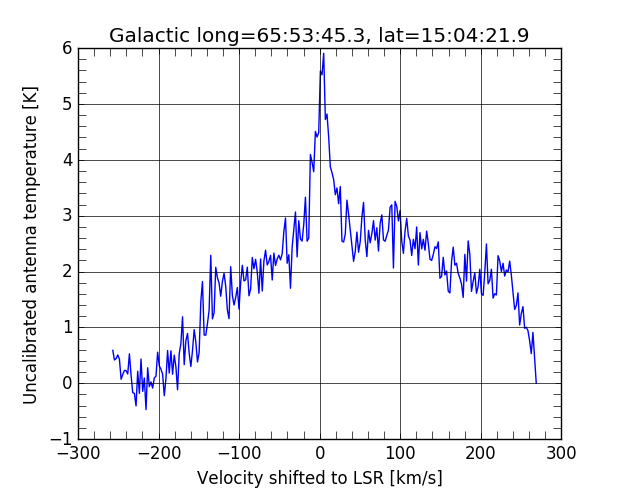 Galactic long=65:53:45.3, lat=15:04:21.9
Uncalibrated antenna temperature [K]
6
5
4
3
2
1
0
−1
−300 −200 −100 0 100 200 300
Velocity shifted to LSR [km/s]